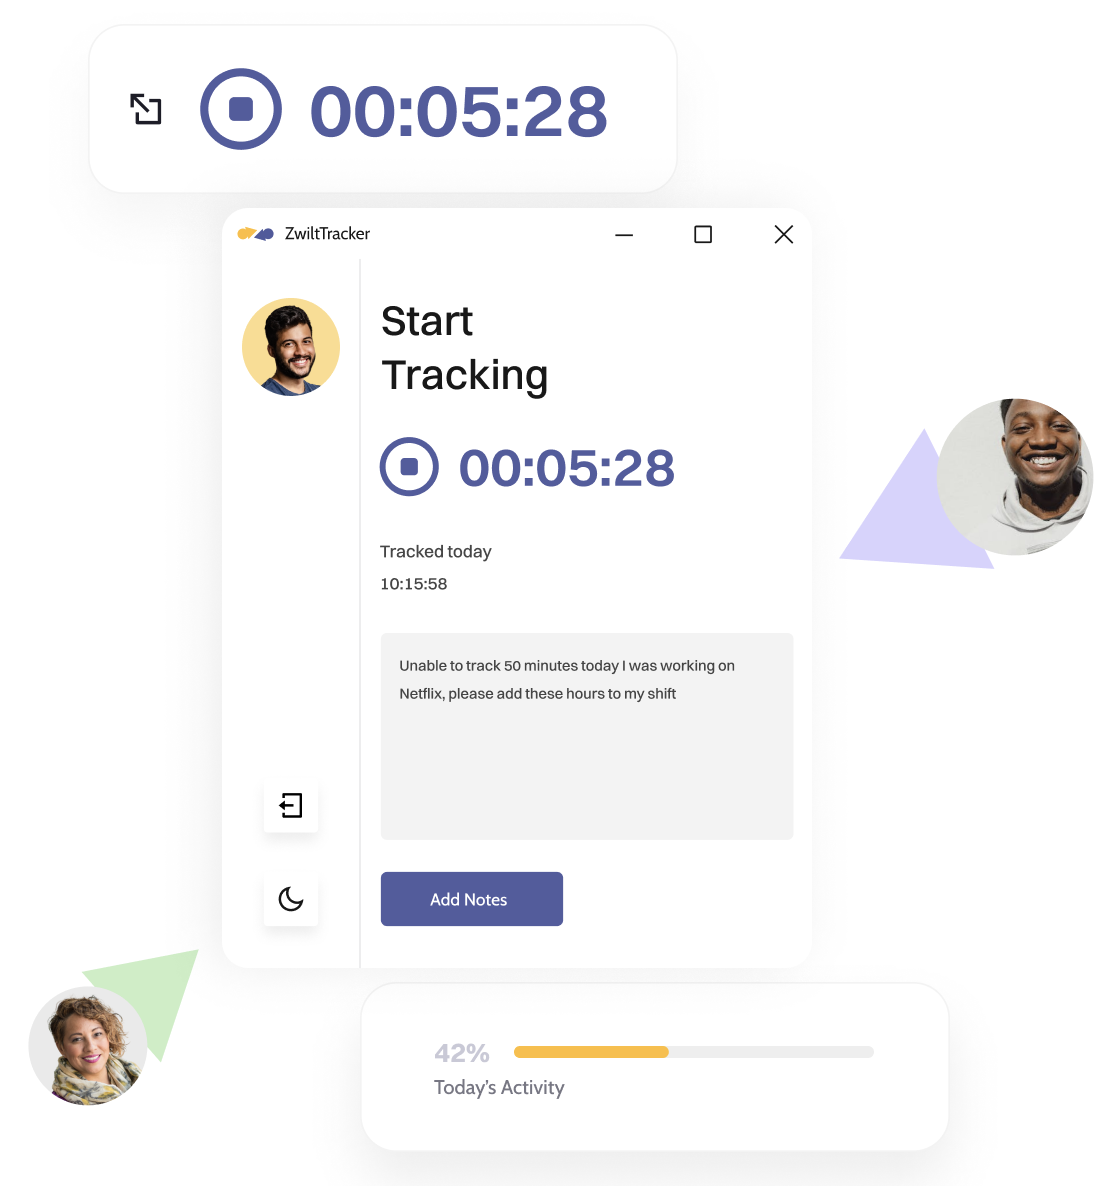 00:05:28
ZwiltTracker
Start
Tracking
00:05:28
Tracked today
10:15:58
Unable to track 50 minutes today I was working on
Netflix, please add these hours to my shift
Add Notes
42%
Today's Activity